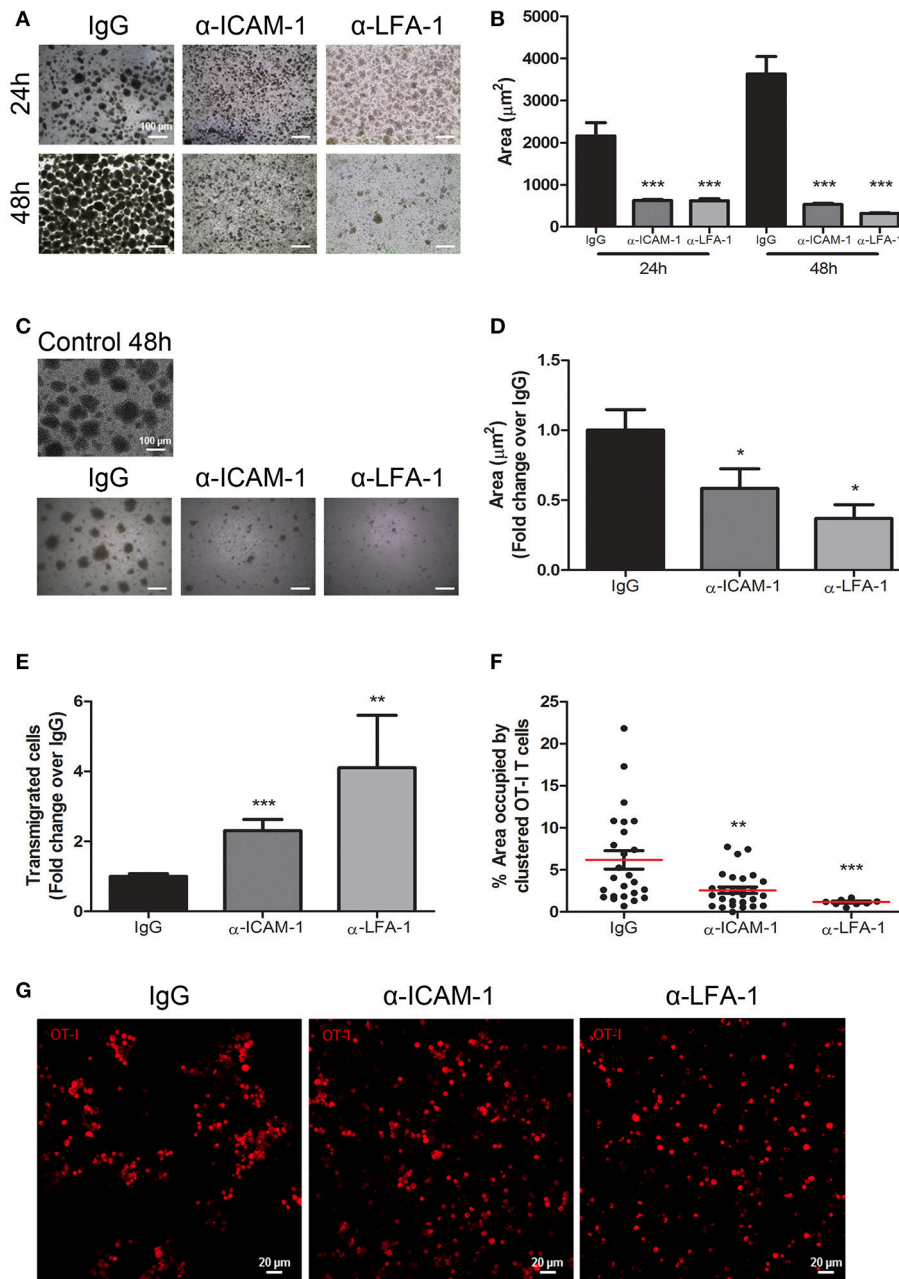 A
IgG α-ICAM-1 α-LFA-1
24h
100 μm
48h
B
Area (μm²)
5000
4000
3000
2000
1000
0
*** ***
*** ***
IgG α-ICAM-1 α-LFA-1 IgG α-ICAM-1 α-LFA-1
24h 48h
C
Control 48h
100 μm
IgG α-ICAM-1 α-LFA-1
D
Area (μm²)
(Fold change over IgG)
1.5
1.0
0.5
0.0
*
*
IgG α-ICAM-1 α-LFA-1
E
Transmigrated cells
(Fold change over IgG)
6
4
2
0
***
**
IgG α-ICAM-1 α-LFA-1
F
% Area occupied by
clustered OT-I T cells
25
20
15
10
5
0
**
***
IgG α-ICAM-1 α-LFA-1
G
IgG α-ICAM-1 α-LFA-1
OT-I OT-I OT-I
20 μm 20 μm 20 μm